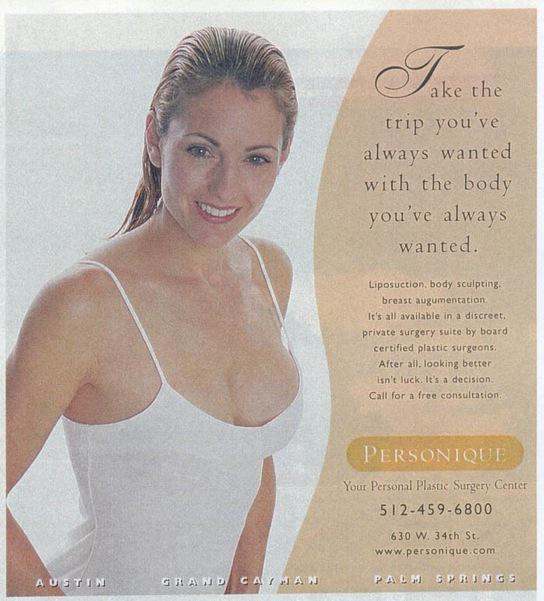 Take the
trip you've
always wanted
with the body
you've always
wanted.
Liposuction, body sculpting,
breast augumentation.
It's all available in a discreet,
private surgery suite by board
certified plastic surgeons.
After all, looking better
isn't luck. It's a decision.
Call for a free consultation.
PERSONIQUE
Your Personal Plastic Surgery Center
512-459-6800
630 W. 34th St.
www.personique.com
AUSTIN GRAND CAYMAN PALM SPRINGS